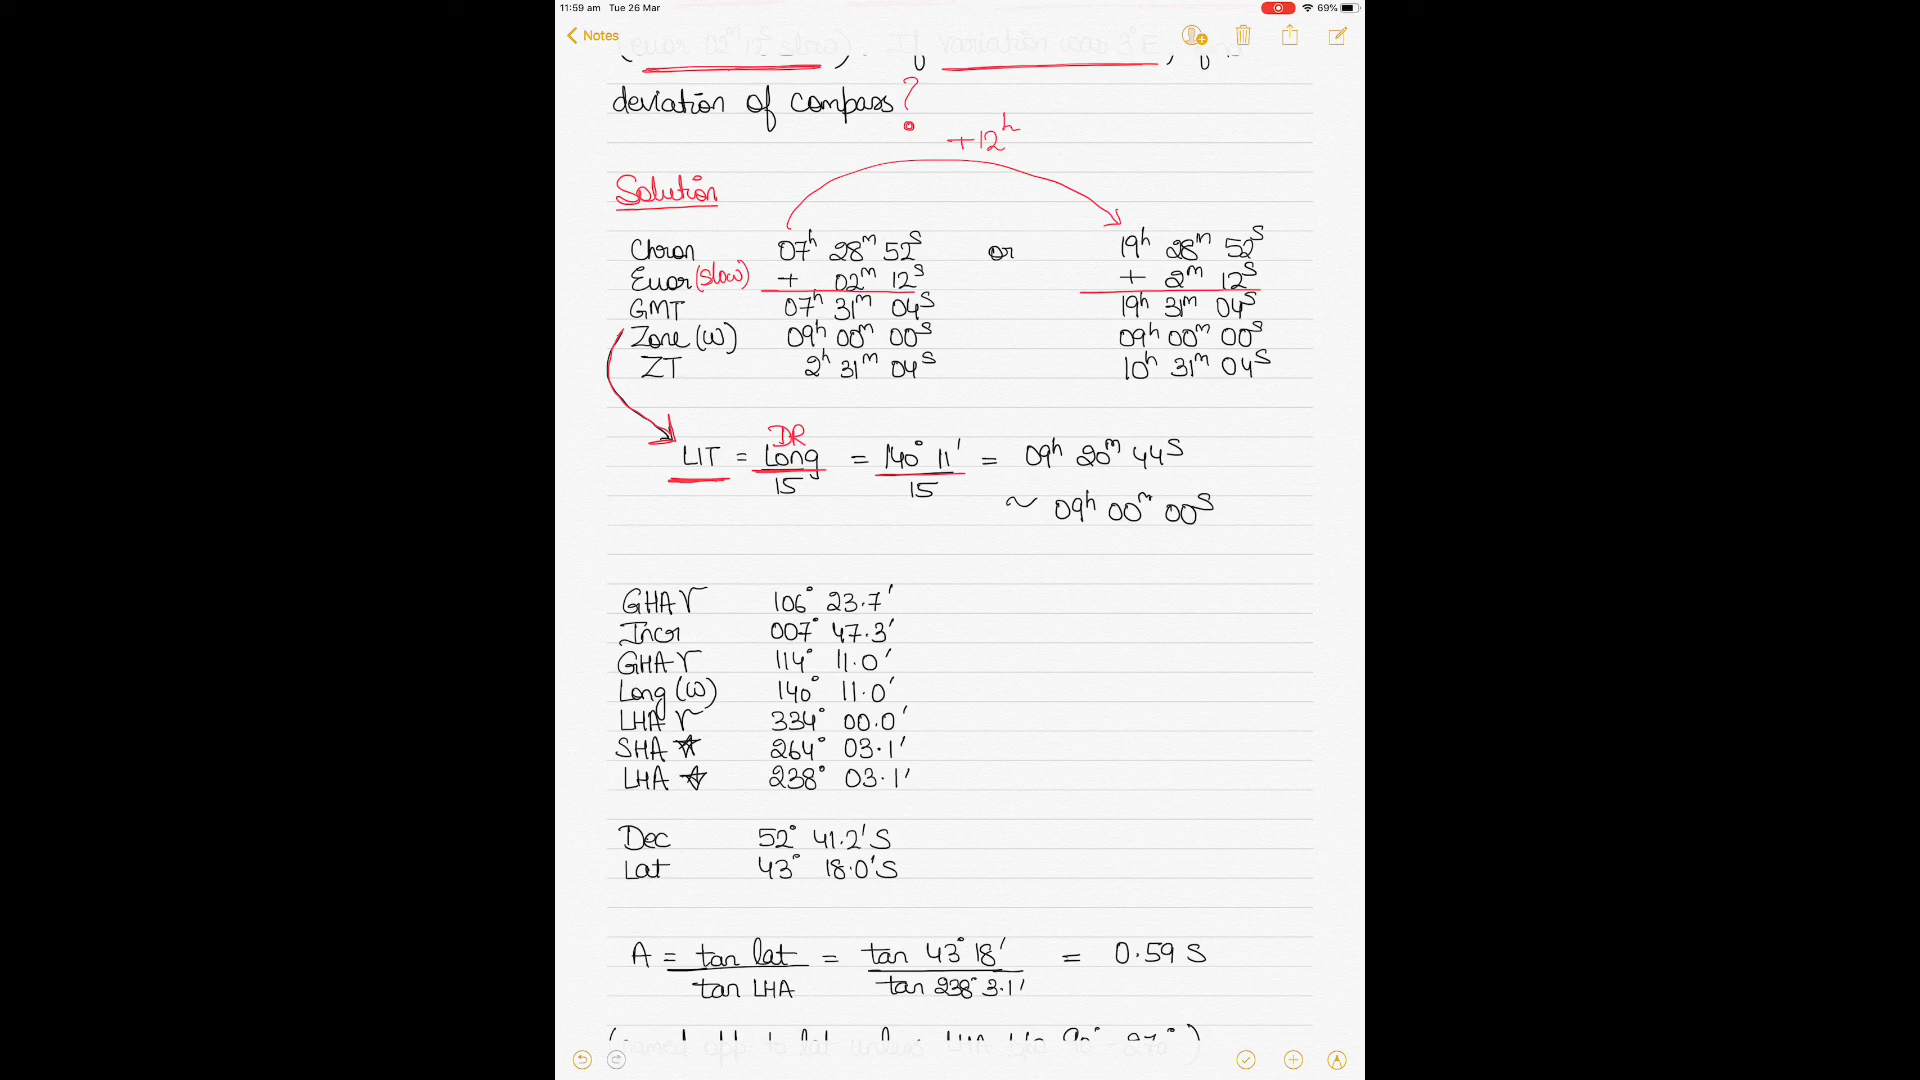 11:59 am Tue 26 Mar
69%
Notes
deviation of compass ?
+12h
Solution
Chron 07h 28m 52s or 19h 28m 52s
Error (slow) + 02m 12s + 2m 12s
GMT 07h 31m 04s 19h 31m 04s
Zone (W) 09h 00m 00s 09h 00m 00s
ZT 2h 31m 04s 10h 31m 04s
DR
LIT = Long = 140° 11' = 09h 20m 44s
15 15
~ 09h 00m 00s
GHA ♈ 106° 23.7'
Incr 007° 47.3'
GHA ♈ 114° 11.0'
Long (W) 140° 11.0'
LHA ♈ 334° 00.0'
SHA ☆ 264° 03.1'
LHA ☆ 238° 03.1'
Dec 52° 41.2' S
Lat 43° 18.0' S
A = tan lat = tan 43° 18' = 0.59 S
tan LHA tan 238° 3.1'